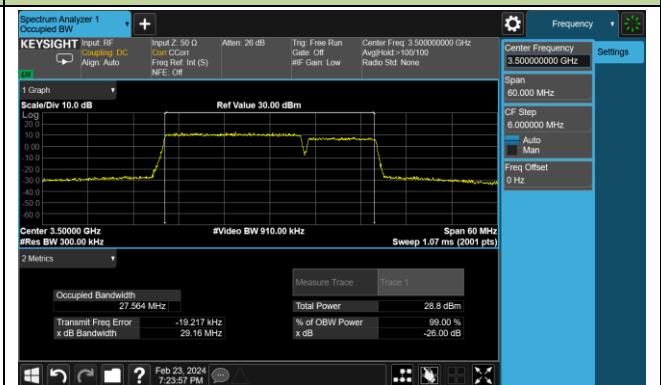 Spectrum Analyzer 1
Occupied BW
Frequency
KEYSIGHT
Input: RF
Coupling: DC
Align: Auto
Input Z: 50 Ω
Corr CCorr
Freq Ref: Int (S)
NFE: Off
Atten: 26 dB
Trig: Free Run
Gate: Off
#IF Gain: Low
Center Freq: 3.500000000 GHz
Avg|Hold:>100/100
Radio Std: None
LXI
Center Frequency
3.500000000 GHz
Settings
Span
60.000 MHz
CF Step
6.000000 MHz
Auto
Man
Freq Offset
0 Hz
1 Graph
Scale/Div 10.0 dB
Ref Value 30.00 dBm
Log
20.0
10.0
0.00
-10.0
-20.0
-30.0
-40.0
-50.0
-60.0
Center 3.50000 GHz
#Video BW 910.00 kHz
Span 60 MHz
#Res BW 300.00 kHz
Sweep 1.07 ms (2001 pts)
2 Metrics
Measure Trace
Trace 1
Occupied Bandwidth
27.564 MHz
Total Power
28.8 dBm
Transmit Freq Error
-19.217 kHz
% of OBW Power
99.00 %
x dB Bandwidth
29.16 MHz
x dB
-26.00 dB
?
Feb 23, 2024
7:23:57 PM